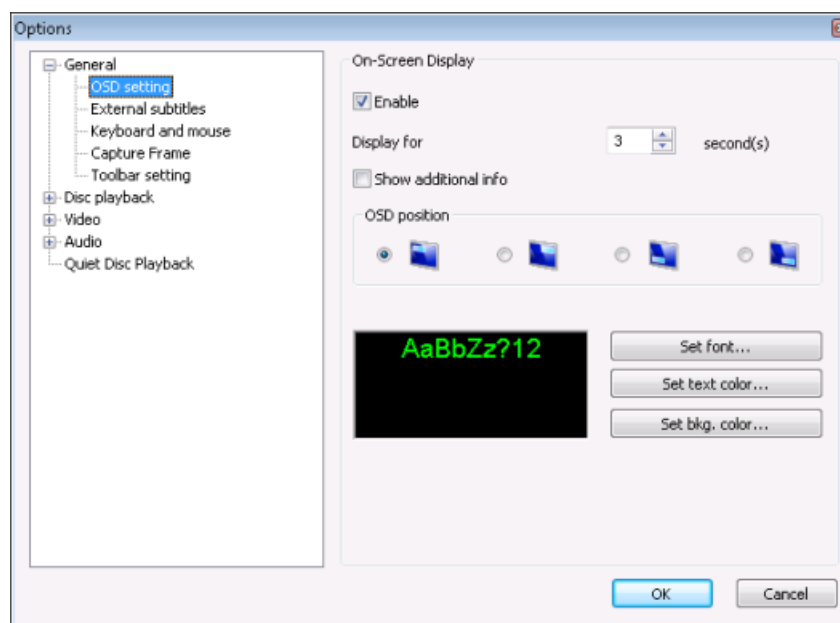 Options
General
OSD setting
External subtitles
Keyboard and mouse
Capture Frame
Toolbar setting
Disc playback
Video
Audio
Quiet Disc Playback
On-Screen Display
Enable
Display for 3 second(s)
Show additional info
OSD position
AaBbZz?12
Set font...
Set text color...
Set bkg. color...
OK Cancel